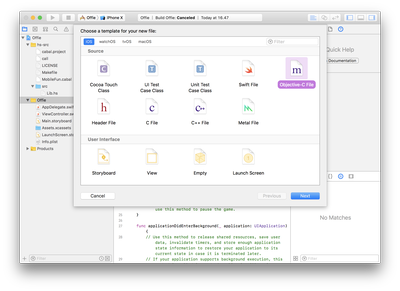 Offie
iPhone X
Offie | Build Offie: Canceled | Today at 18.47
Choose a template for your new file:
iOS watchOS tvOS macOS
Filter
Source
Cocoa Touch Class
UI Test Case Class
Unit Test Case Class
Swift File
Objective-C File
Header File
C File
C++ File
Metal File
User Interface
Storyboard
View
Empty
Launch Screen
Cancel
Previous
Next
Offie
hs-src
cabal.project
call
LICENSE
Makefile
MobileFun.cabal
src
Lib.hs
Offie
AppDelegate.swift
ViewController.sw
Main.storyboard
Assets.xcassets
LaunchScreen.sto
Info.plist
Products
Quick Help
Documentation
No Matches
use this method to pause the game.
}
func applicationDidEnterBackground(_ application: UIApplication)
{
// Use this method to release shared resources, save user
data, invalidate timers, and store enough application
state information to restore your application to its
current state in case it is terminated later.
// If your application supports background execution, this